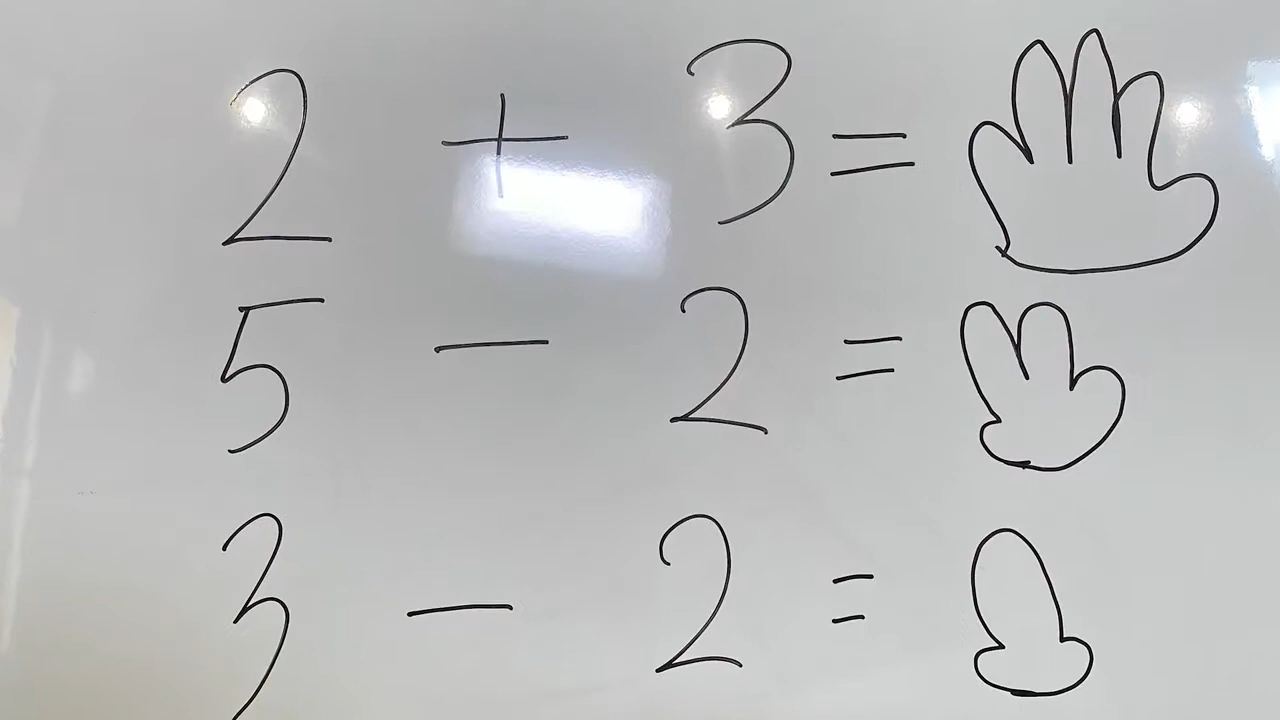 2 + 3 =
5 - 2 =
3 - 2 =